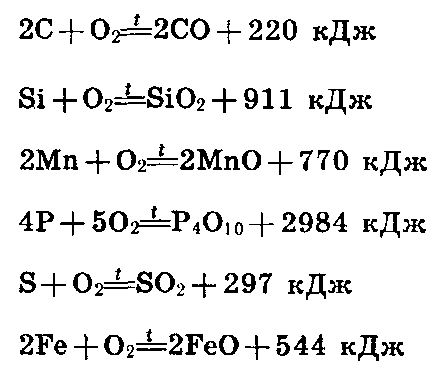 2C + O₂ =ᵗ 2CO + 220 кДж
Si + O₂ =ᵗ SiO₂ + 911 кДж
2Mn + O₂ =ᵗ 2MnO + 770 кДж
4P + 5O₂ =ᵗ P₄O₁₀ + 2984 кДж
S + O₂ =ᵗ SO₂ + 297 кДж
2Fe + O₂ =ᵗ 2FeO + 544 кДж